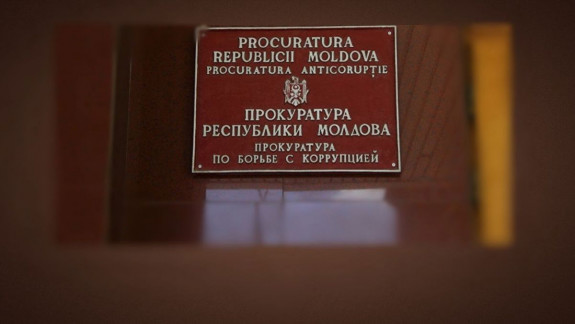 PROCURATURA
REPUBLICII MOLDOVA
PROCURATURA ANTICORUPȚIE
ПРОКУРАТУРА
РЕСПУБЛИКИ МОЛДОВА
ПРОКУРАТУРА
ПО БОРЬБЕ С КОРРУПЦИЕЙ